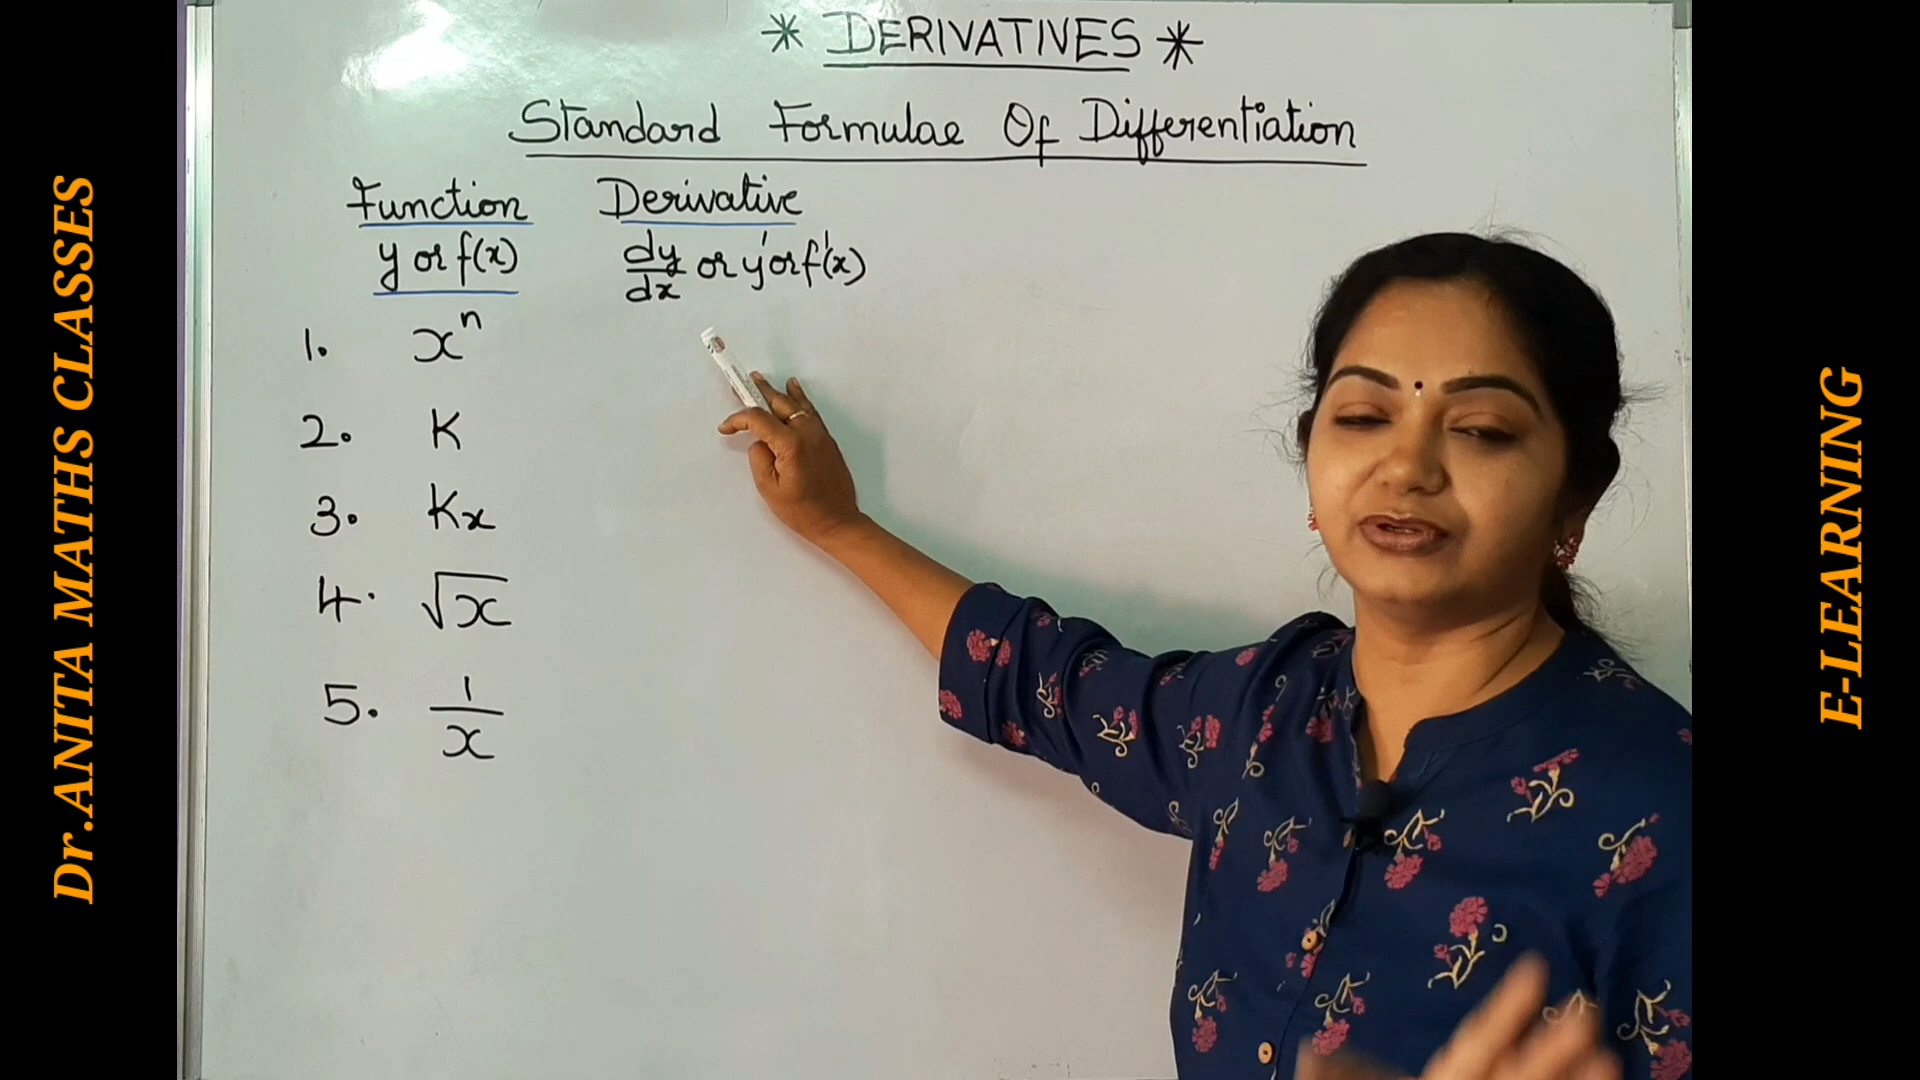 * DERIVATIVES *
Standard Formulae Of Differentiation
Function Derivative
y or f(x) dy/dx or y' or f'(x)
1. xⁿ
2. K
3. Kx
4. √x
5. 1/x
Dr.ANITA MATHS CLASSES
E-LEARNING